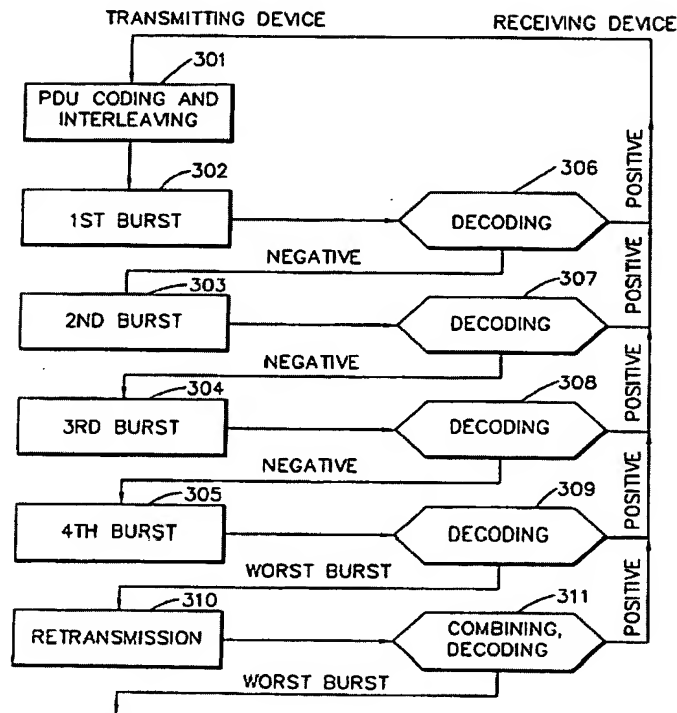 TRANSMITTING DEVICE
RECEIVING DEVICE
301
PDU CODING AND
INTERLEAVING
302
1ST BURST
306
DECODING
POSITIVE
NEGATIVE
303
2ND BURST
307
DECODING
POSITIVE
NEGATIVE
304
3RD BURST
308
DECODING
POSITIVE
NEGATIVE
305
4TH BURST
309
DECODING
POSITIVE
WORST BURST
310
RETRANSMISSION
311
COMBINING,
DECODING
POSITIVE
WORST BURST